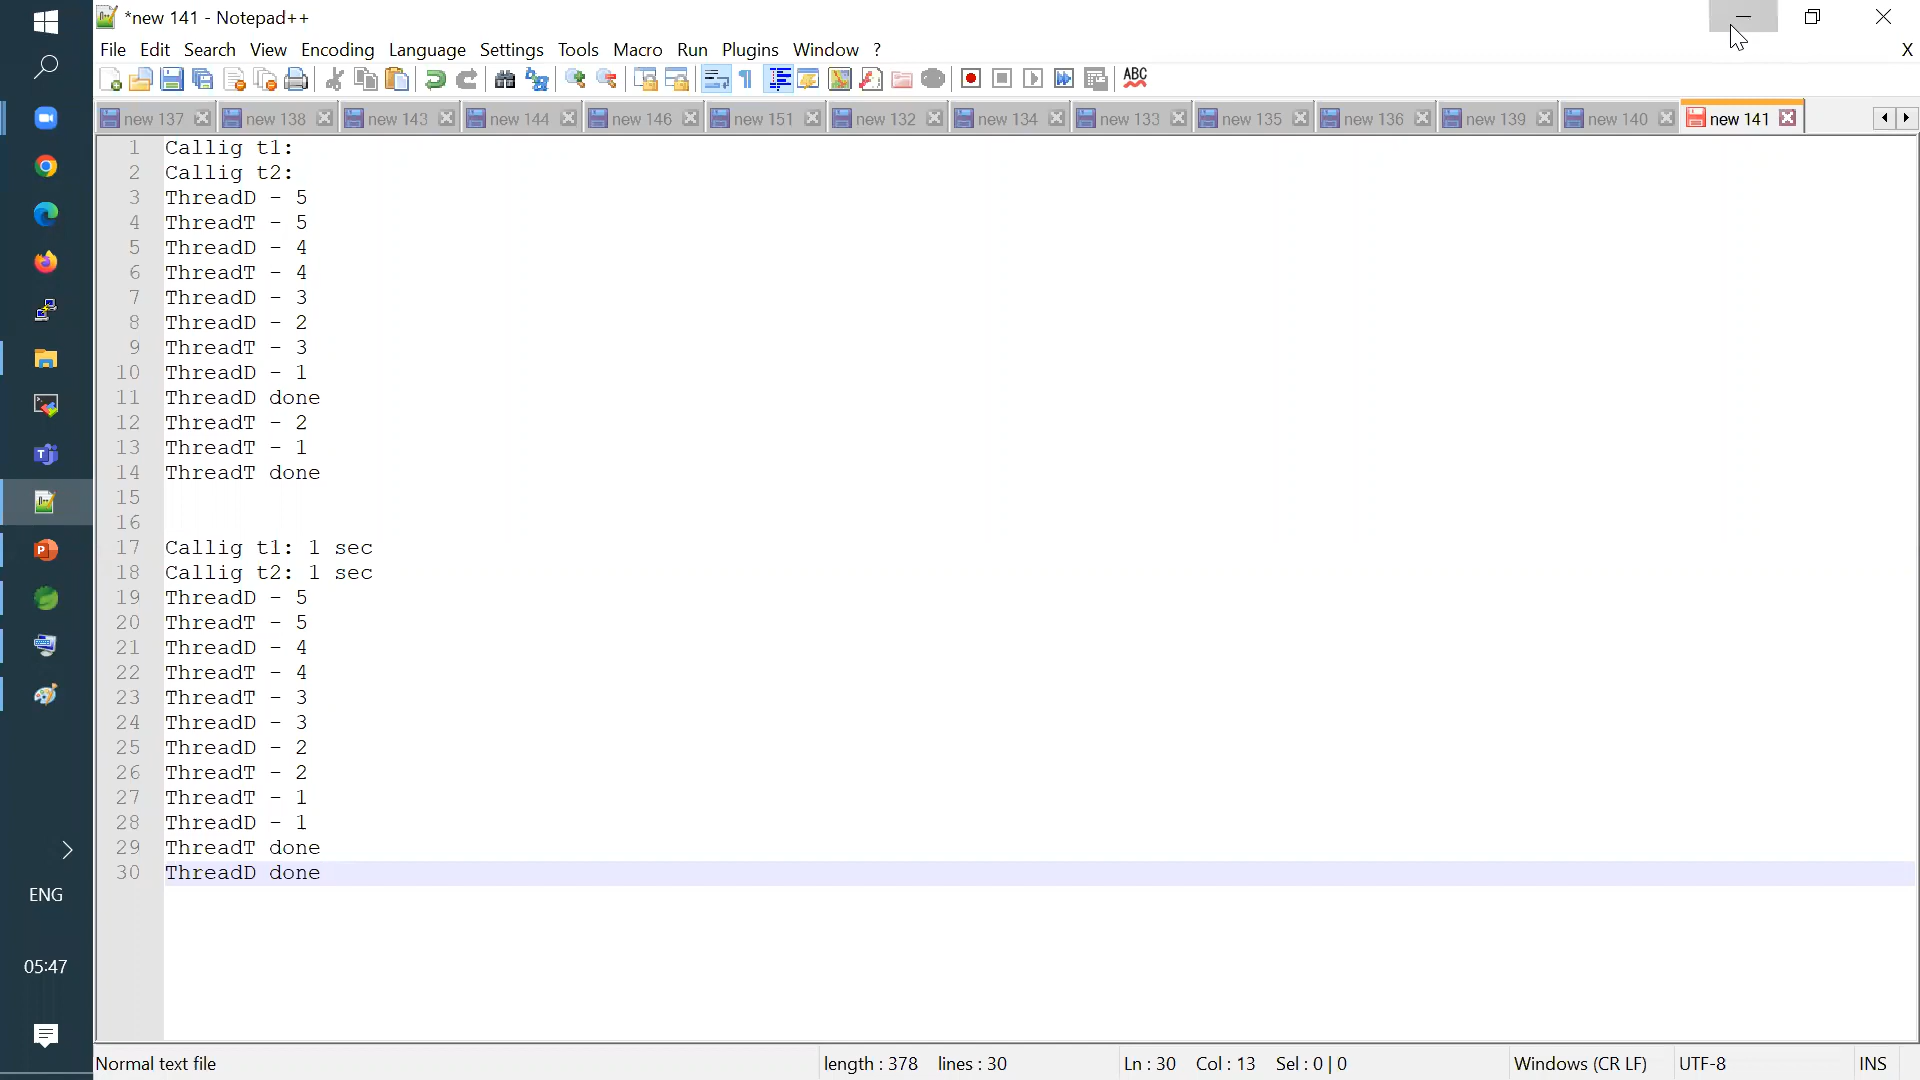 *new 141 - Notepad++
File Edit Search View Encoding Language Settings Tools Macro Run Plugins Window ? X
ABC
new 137 new 138 new 143 new 144 new 146 new 151 new 132 new 134 new 133 new 135 new 136 new 139 new 140 new 141
1 Callig t1:
2 Callig t2:
3 ThreadD - 5
4 ThreadT - 5
5 ThreadD - 4
6 ThreadT - 4
7 ThreadD - 3
8 ThreadD - 2
9 ThreadT - 3
10 ThreadD - 1
11 ThreadD done
12 ThreadT - 2
13 ThreadT - 1
14 ThreadT done
15
16
17 Callig t1: 1 sec
18 Callig t2: 1 sec
19 ThreadD - 5
20 ThreadT - 5
21 ThreadD - 4
22 ThreadT - 4
23 ThreadT - 3
24 ThreadD - 3
25 ThreadD - 2
26 ThreadT - 2
27 ThreadT - 1
28 ThreadD - 1
29 ThreadT done
30 ThreadD done
ENG
05:47
Normal text file length : 378 lines : 30 Ln : 30 Col : 13 Sel : 0 | 0 Windows (CR LF) UTF-8 INS